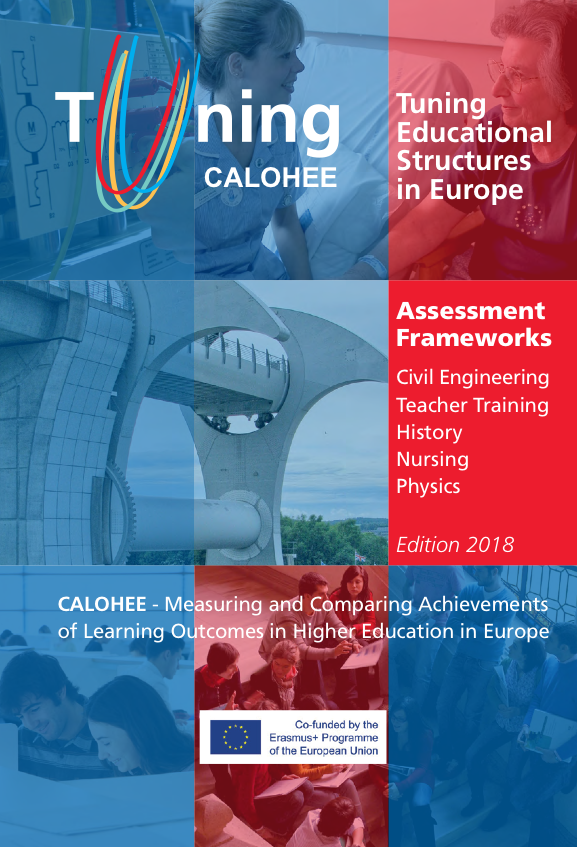 Tuning
CALOHEE
Tuning
Educational
Structures
in Europe
Assessment
Frameworks
Civil Engineering
Teacher Training
History
Nursing
Physics
Edition 2018
CALOHEE - Measuring and Comparing Achievements
of Learning Outcomes in Higher Education in Europe
Co-funded by the
Erasmus+ Programme
of the European Union